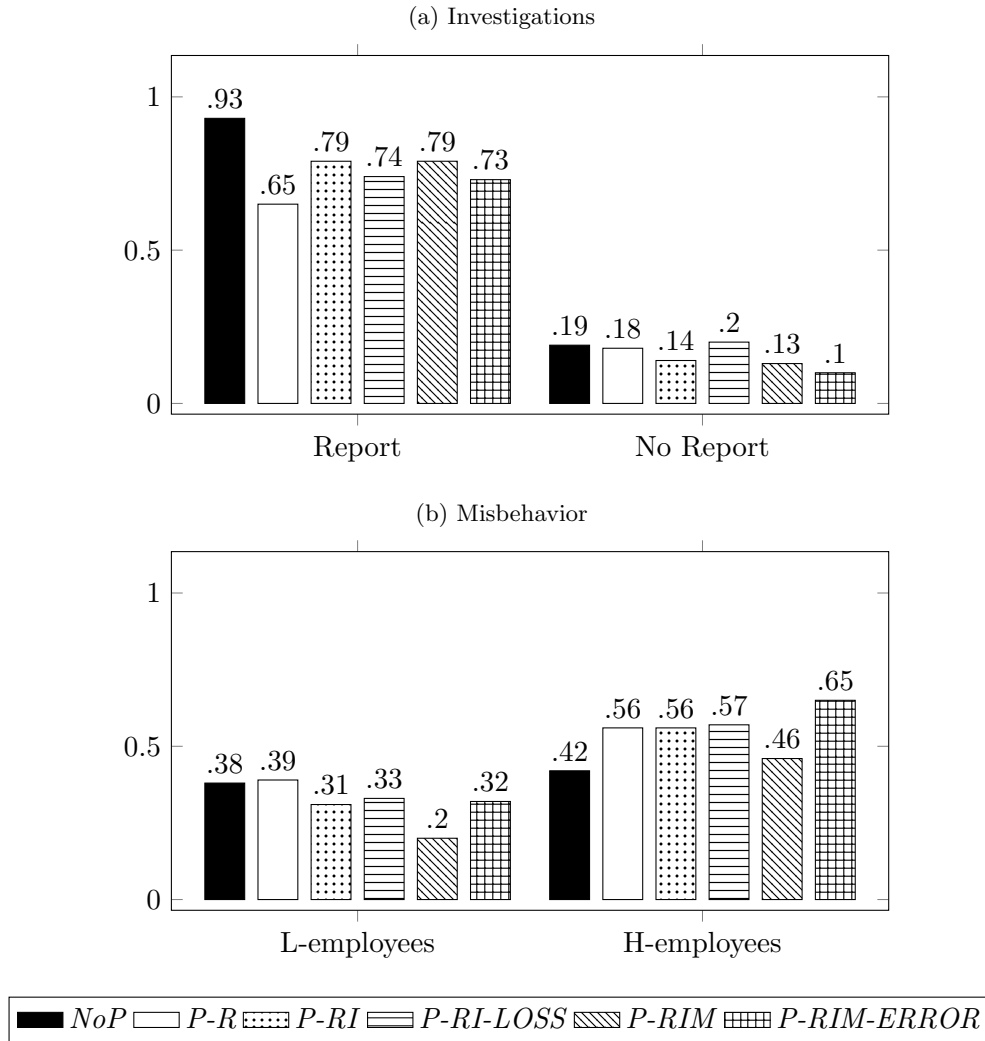 (a) Investigations
1
0.5
0
.93 .65 .79 .74 .79 .73 .19 .18 .14 .2 .13 .1
Report No Report
(b) Misbehavior
1
0.5
0
.38 .39 .31 .33 .2 .32 .42 .56 .56 .57 .46 .65
L-employees H-employees
NoP P-R P-RI P-RI-LOSS P-RIM P-RIM-ERROR